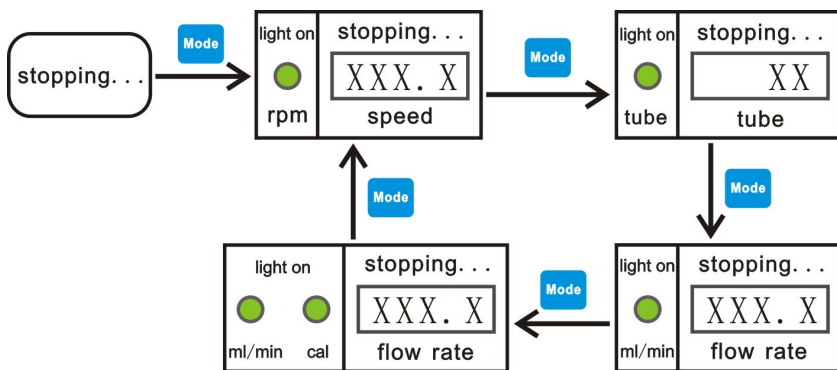 stopping...
Mode
light on
rpm
stopping...
XXX. X
speed
Mode
light on
tube
stopping...
XX
tube
Mode
light on
ml/min
stopping...
XXX. X
flow rate
Mode
light on
ml/min cal
stopping...
XXX. X
flow rate
Mode